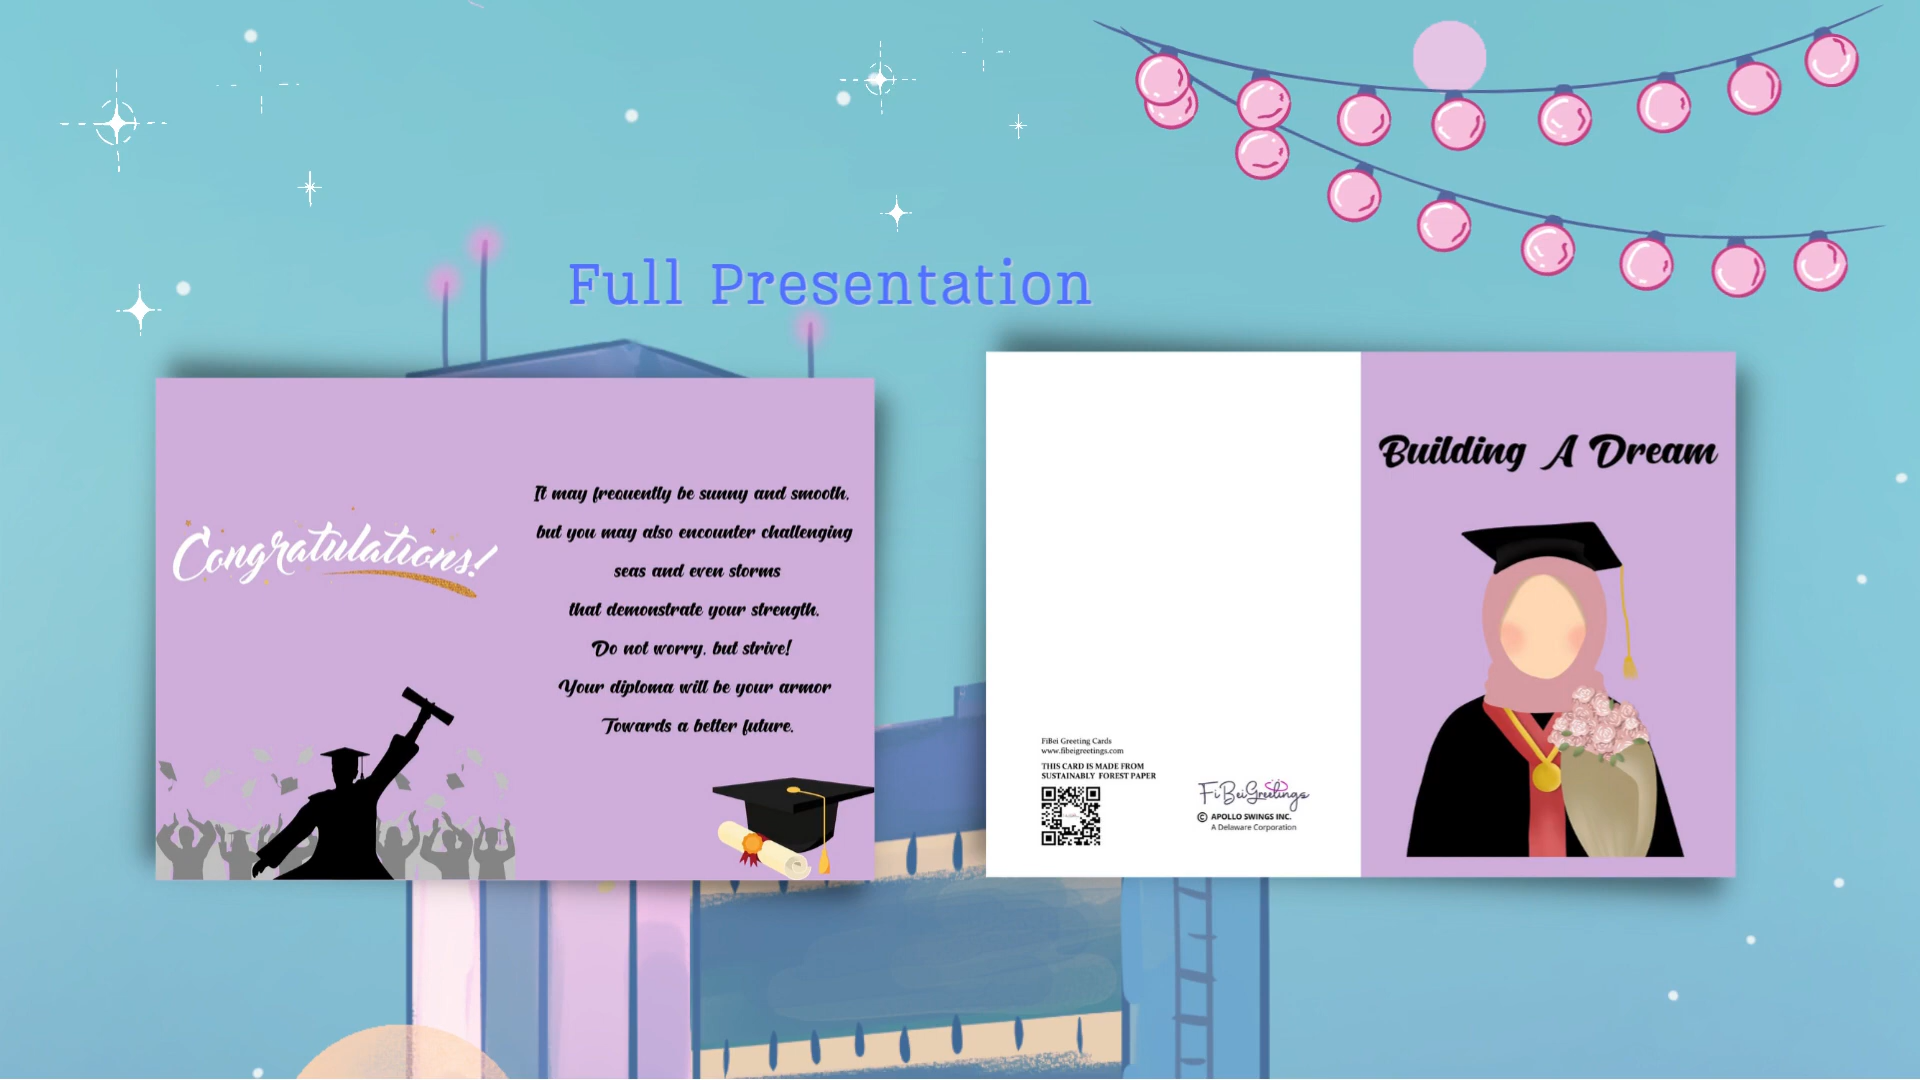 Full Presentation
Congratulations!
It may frequently be sunny and smooth,
but you may also encounter challenging
seas and even storms
that demonstrate your strength.
Do not worry, but strive!
Your diploma will be your armor
Towards a better future.
Building A Dream
FiBei Greeting Cards
www.fibeigreetings.com
THIS CARD IS MADE FROM
SUSTAINABLY FOREST PAPER
FiBeiGreetings
© APOLLO SWINGS INC.
A Delaware Corporation